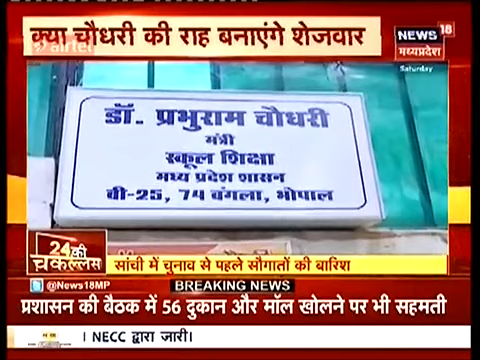 क्या चौधरी की राह बनाएंगे शेजवार
airtel
NEWS 18
मध्यप्रदेश
Saturday
डॉ. प्रभुराम चौधरी
मंत्री
स्कूल शिक्षा
मध्य प्रदेश शासन
बी-25, 74 बंगला, भोपाल
24 की
चकल्लस
सांची में चुनाव से पहले सौगातों की बारिश
@News18MP
BREAKING NEWS
प्रशासन की बैठक में 56 दुकान और मॉल खोलने पर भी सहमती
। NECC द्वारा जारी।